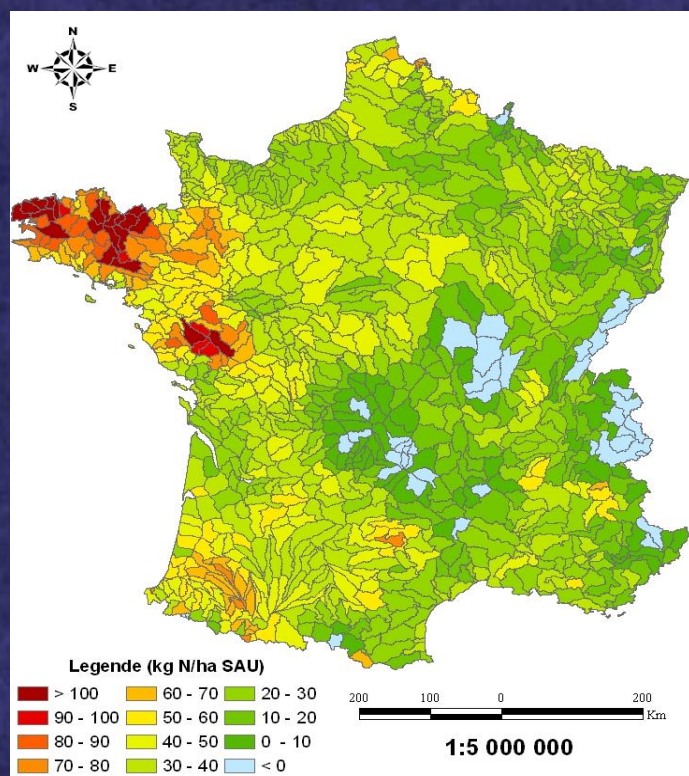 N
W E
S
Legende (kg N/ha SAU)
> 100 60 - 70 20 - 30
90 - 100 50 - 60 10 - 20
80 - 90 40 - 50 0 - 10
70 - 80 30 - 40 < 0
200 100 0 200
Km
1:5 000 000